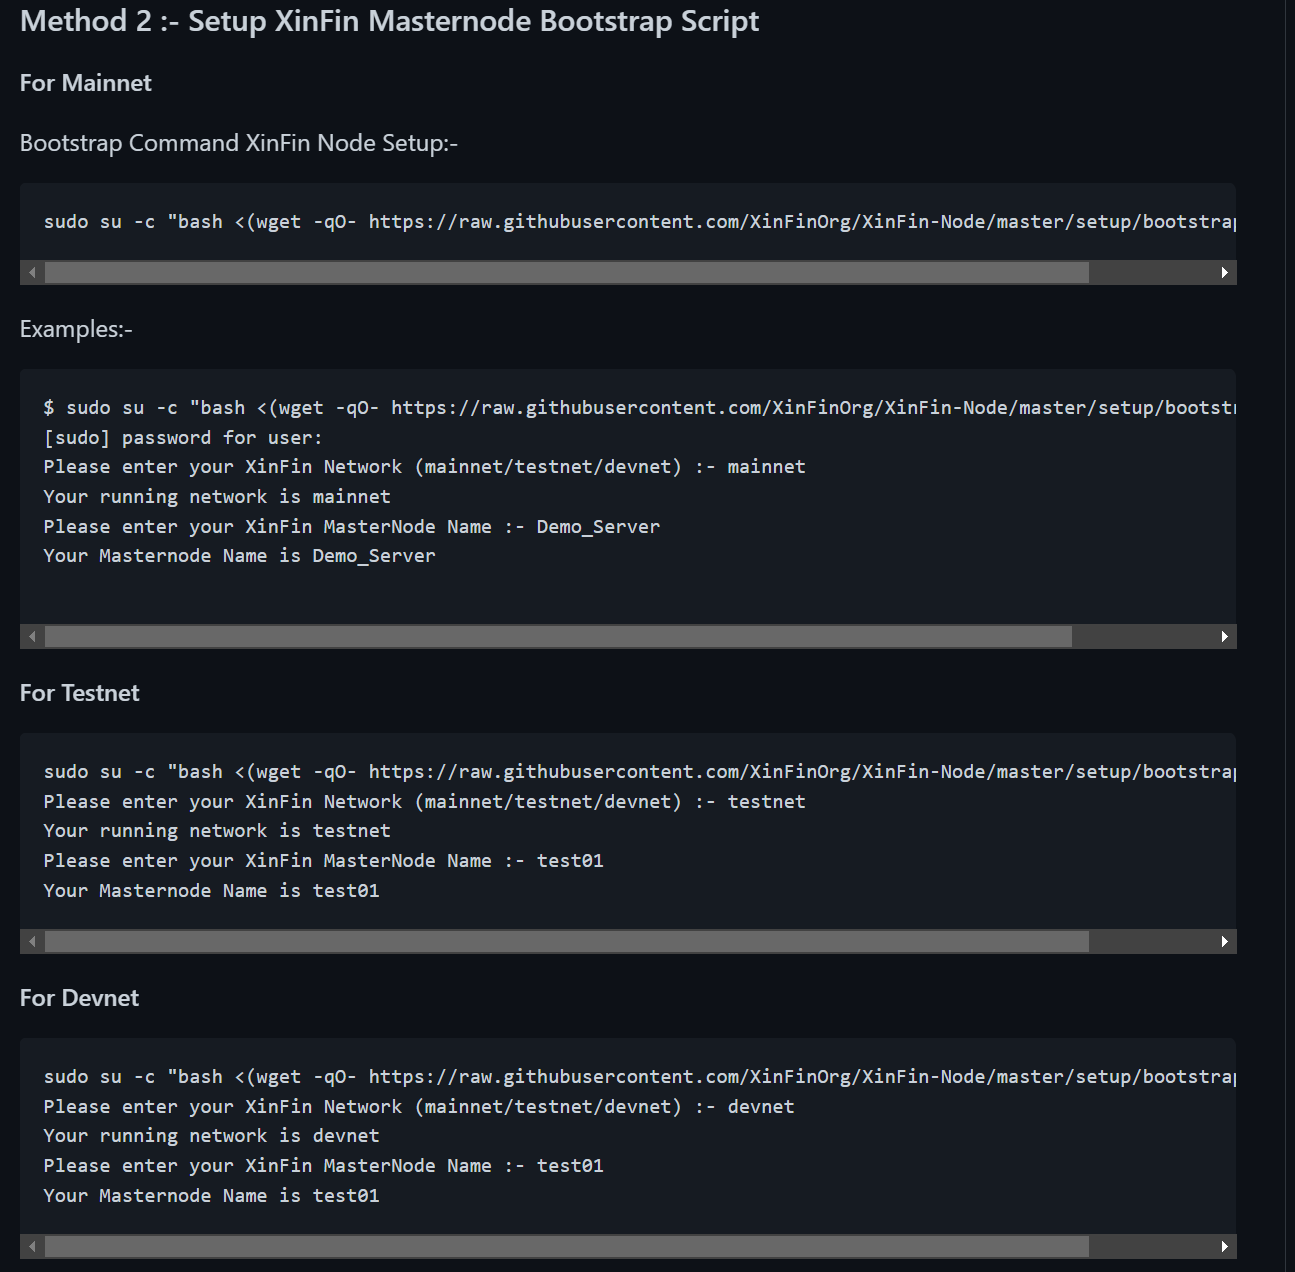 Method 2 :- Setup XinFin Masternode Bootstrap Script
For Mainnet
Bootstrap Command XinFin Node Setup:-
sudo su -c "bash <(wget -qO- https://raw.githubusercontent.com/XinFinOrg/XinFin-Node/master/setup/bootstrap
Examples:-
$ sudo su -c "bash <(wget -qO- https://raw.githubusercontent.com/XinFinOrg/XinFin-Node/master/setup/bootstr
[sudo] password for user:
Please enter your XinFin Network (mainnet/testnet/devnet) :- mainnet
Your running network is mainnet
Please enter your XinFin MasterNode Name :- Demo_Server
Your Masternode Name is Demo_Server
For Testnet
sudo su -c "bash <(wget -qO- https://raw.githubusercontent.com/XinFinOrg/XinFin-Node/master/setup/bootstrap
Please enter your XinFin Network (mainnet/testnet/devnet) :- testnet
Your running network is testnet
Please enter your XinFin MasterNode Name :- test01
Your Masternode Name is test01
For Devnet
sudo su -c "bash <(wget -qO- https://raw.githubusercontent.com/XinFinOrg/XinFin-Node/master/setup/bootstrap
Please enter your XinFin Network (mainnet/testnet/devnet) :- devnet
Your running network is devnet
Please enter your XinFin MasterNode Name :- test01
Your Masternode Name is test01